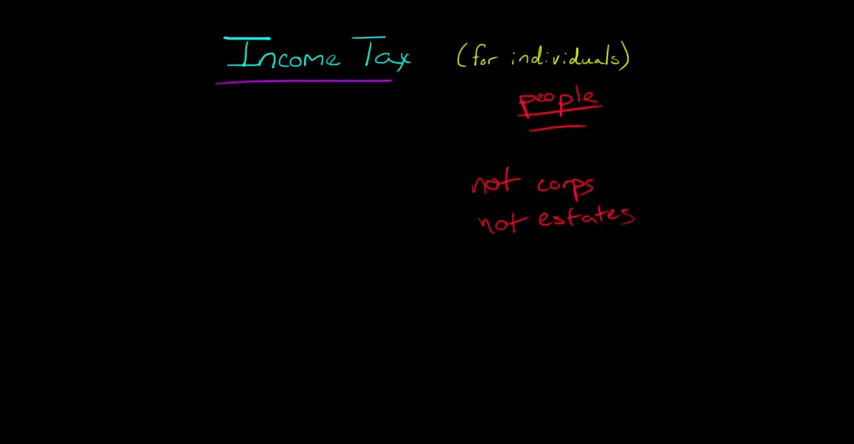 Income Tax (for individuals)
people
not corps
not estates